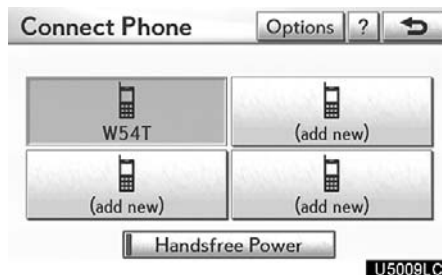 Connect Phone Options ?
W54T (add new)
(add new) (add new)
Handsfree Power
U5009LC